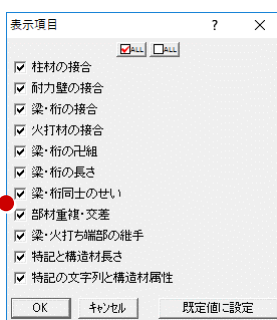 表示項目 ? ×
ALL ALL
柱材の接合
耐力壁の接合
梁・桁の接合
火打材の接合
梁・桁の卍組
梁・桁の長さ
梁・桁同士のせい
部材重複・交差
梁・火打ち端部の継手
特記と構造材長さ
特記の文字列と構造材属性
OK ｷｬﾝｾﾙ 既定値に設定